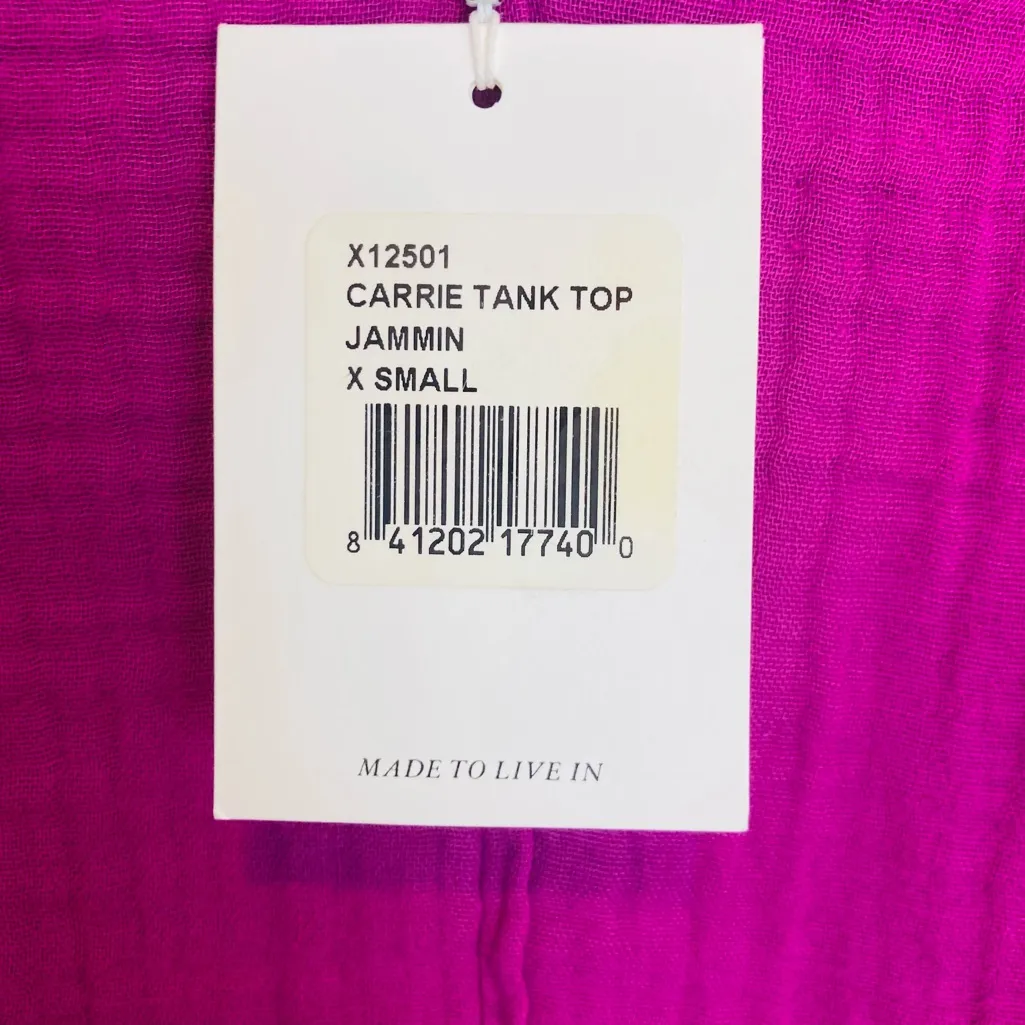 X12501
CARRIE TANK TOP
JAMMIN
X SMALL
8 41202 17740 0
MADE TO LIVE IN